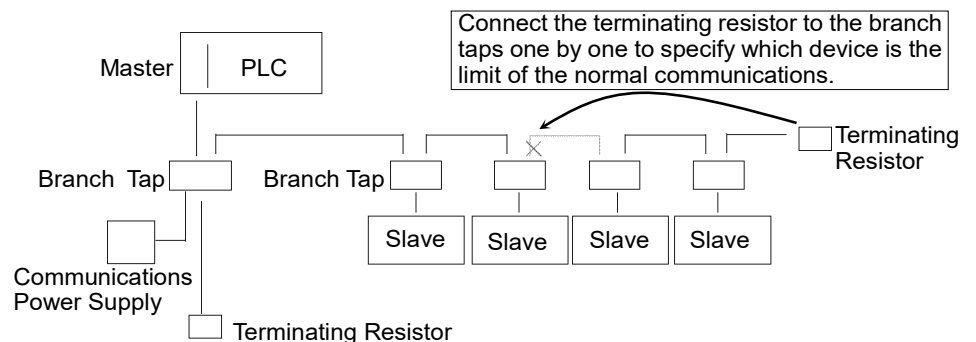 Connect the terminating resistor to the branch
taps one by one to specify which device is the
limit of the normal communications.
Master
PLC
Terminating
Resistor
Branch Tap
Branch Tap
Slave
Slave
Slave
Slave
Communications
Power Supply
Terminating Resistor